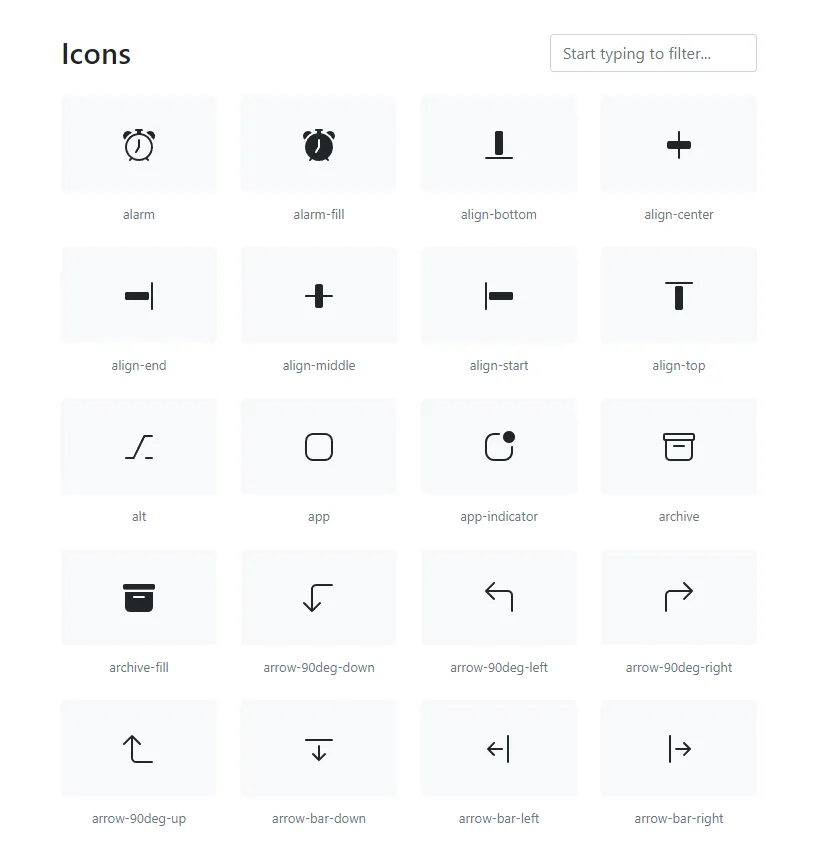 Icons
Start typing to filter...
alarm
alarm-fill
align-bottom
align-center
align-end
align-middle
align-start
align-top
alt
app
app-indicator
archive
archive-fill
arrow-90deg-down
arrow-90deg-left
arrow-90deg-right
arrow-90deg-up
arrow-bar-down
arrow-bar-left
arrow-bar-right